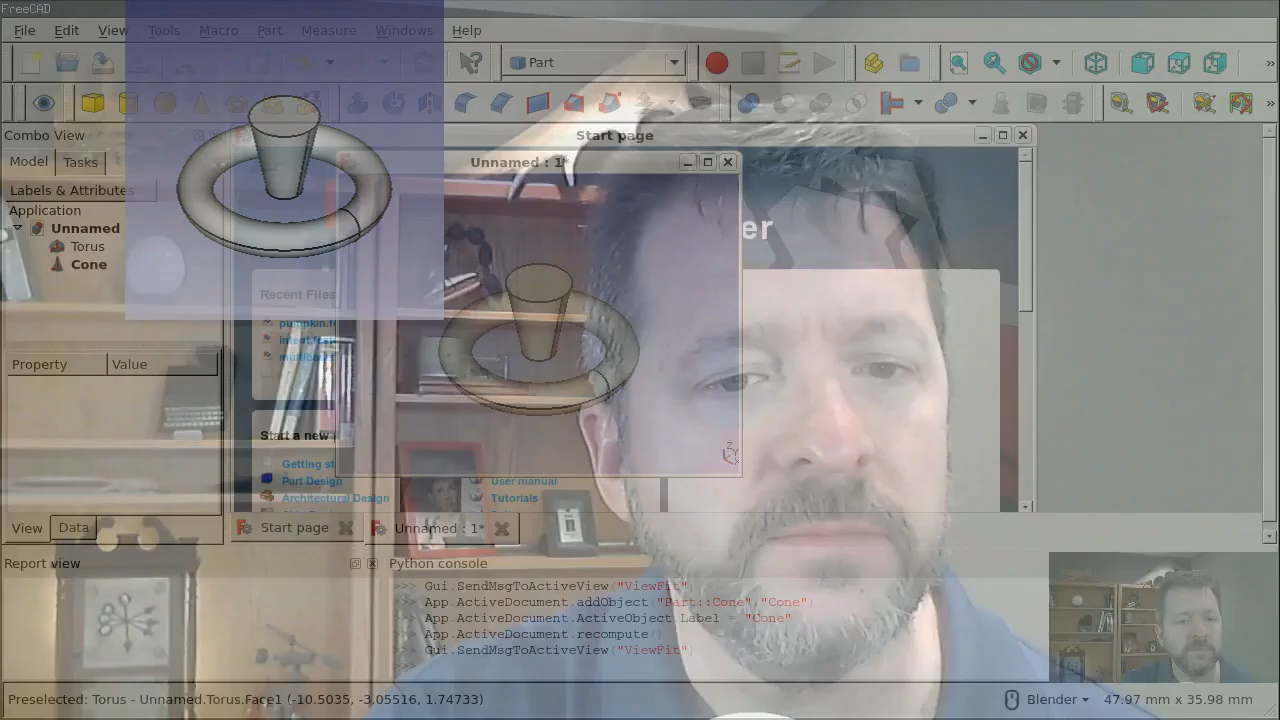 FreeCAD
File Edit View Tools Macro Part Measure Windows Help
Part
Combo View
Start page
Model Tasks
Unnamed : 1*
Labels & Attributes
Application
Unnamed
Torus
er
Cone
Recent Files
Property Value
Start a new
Getting st
User manual
Part Design
Tutorials
Architectural Design
View Data
Start page
Unnamed : 1*
Report view
Python console
>>> Gui.SendMsgToActiveView("ViewFit")
>>> App.ActiveDocument.addObject("Part::Cone","Cone")
>>> App.ActiveDocument.ActiveObject.Label = "Cone"
>>> App.ActiveDocument.recompute()
>>> Gui.SendMsgToActiveView("ViewFit")
>>>
Preselected: Torus - Unnamed.Torus.Face1 (-10.5035, -3.05516, 1.74733)
Blender
47.97 mm x 35.98 mm